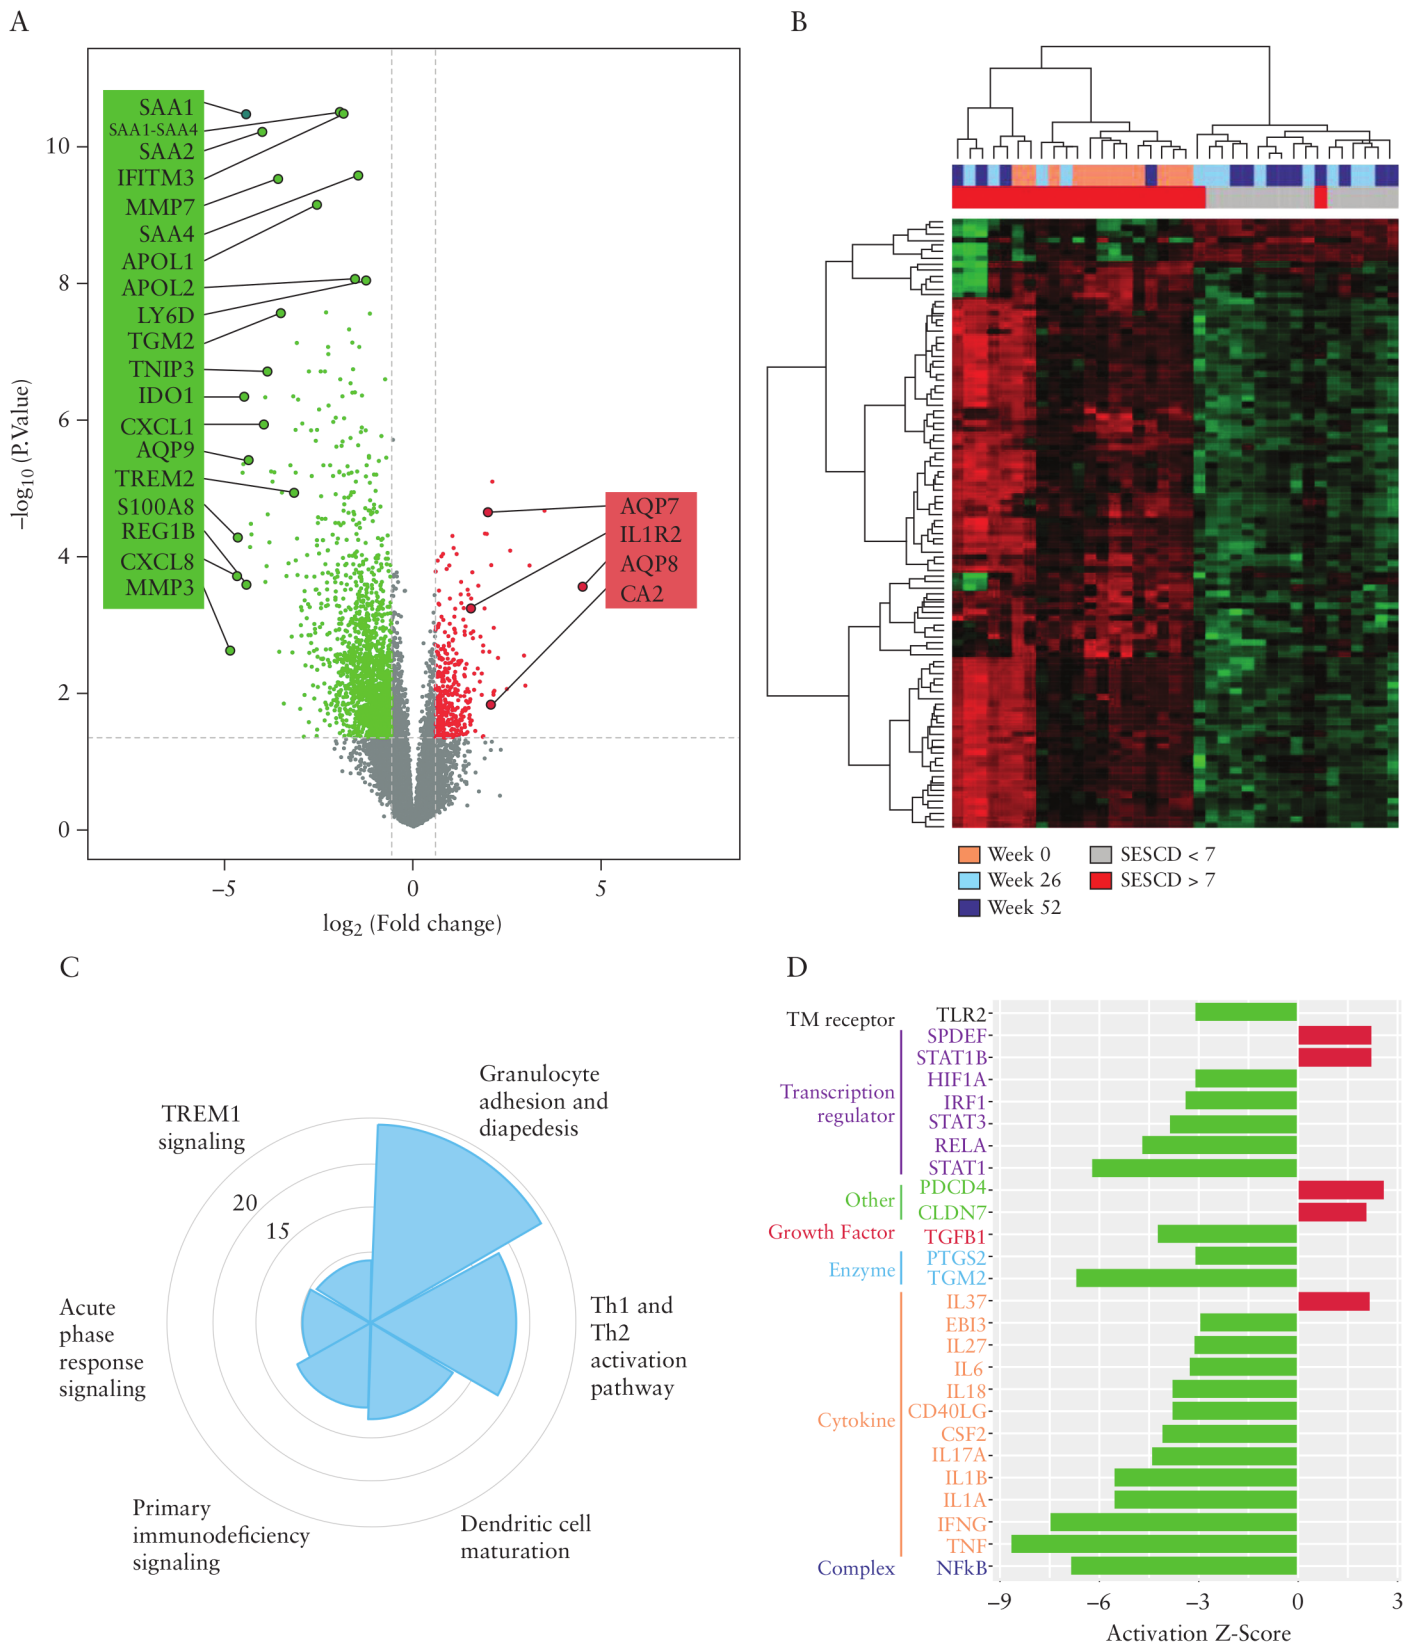 A
SAA1
SAA1-SAA4
SAA2
IFITM3
MMP7
SAA4
APOL1
APOL2
LY6D
TGM2
TNIP3
IDO1
CXCL1
AQP9
TREM2
S100A8
REG1B
CXCL8
MMP3
AQP7
IL1R2
AQP8
CA2
10
8
6
4
2
0
−log10 (P.Value)
−5
0
5
log2 (Fold change)
B
Week 0
Week 26
Week 52
SESCD < 7
SESCD > 7
C
TREM1
signaling
Granulocyte
adhesion and
diapedesis
20
15
Acute
phase
response
signaling
Th1 and
Th2
activation
pathway
Primary
immunodeficiency
signaling
Dendritic cell
maturation
D
TM receptor
Transcription
regulator
Other
Growth Factor
Enzyme
Cytokine
Complex
TLR2
SPDEF
STAT1B
HIF1A
IRF1
STAT3
RELA
STAT1
PDCD4
CLDN7
TGFB1
PTGS2
TGM2
IL37
EBI3
IL27
IL6
IL18
CD40LG
CSF2
IL17A
IL1B
IL1A
IFNG
TNF
NFkB
−9
−6
−3
0
3
Activation Z-Score